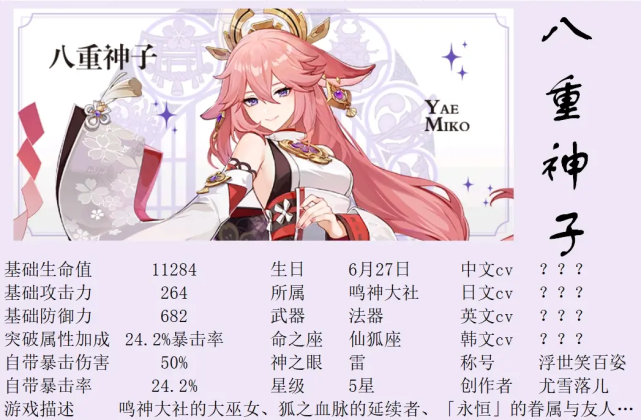 八重神子
YAE
MIKO
八重神子
基础生命值 11284 生日 6月27日 中文cv ？？？
基础攻击力 264 所属 鸣神大社 日文cv ？？？
基础防御力 682 武器 法器 英文cv ？？？
突破属性加成 24.2%暴击率 命之座 仙狐座 韩文cv ？？？
自带暴击伤害 50% 神之眼 雷 称号 浮世笑百姿
自带暴击率 24.2% 星级 5星 创作者 尤雪落儿
游戏描述 鸣神大社的大巫女、狐之血脉的延续者、「永恒」的眷属与友人…